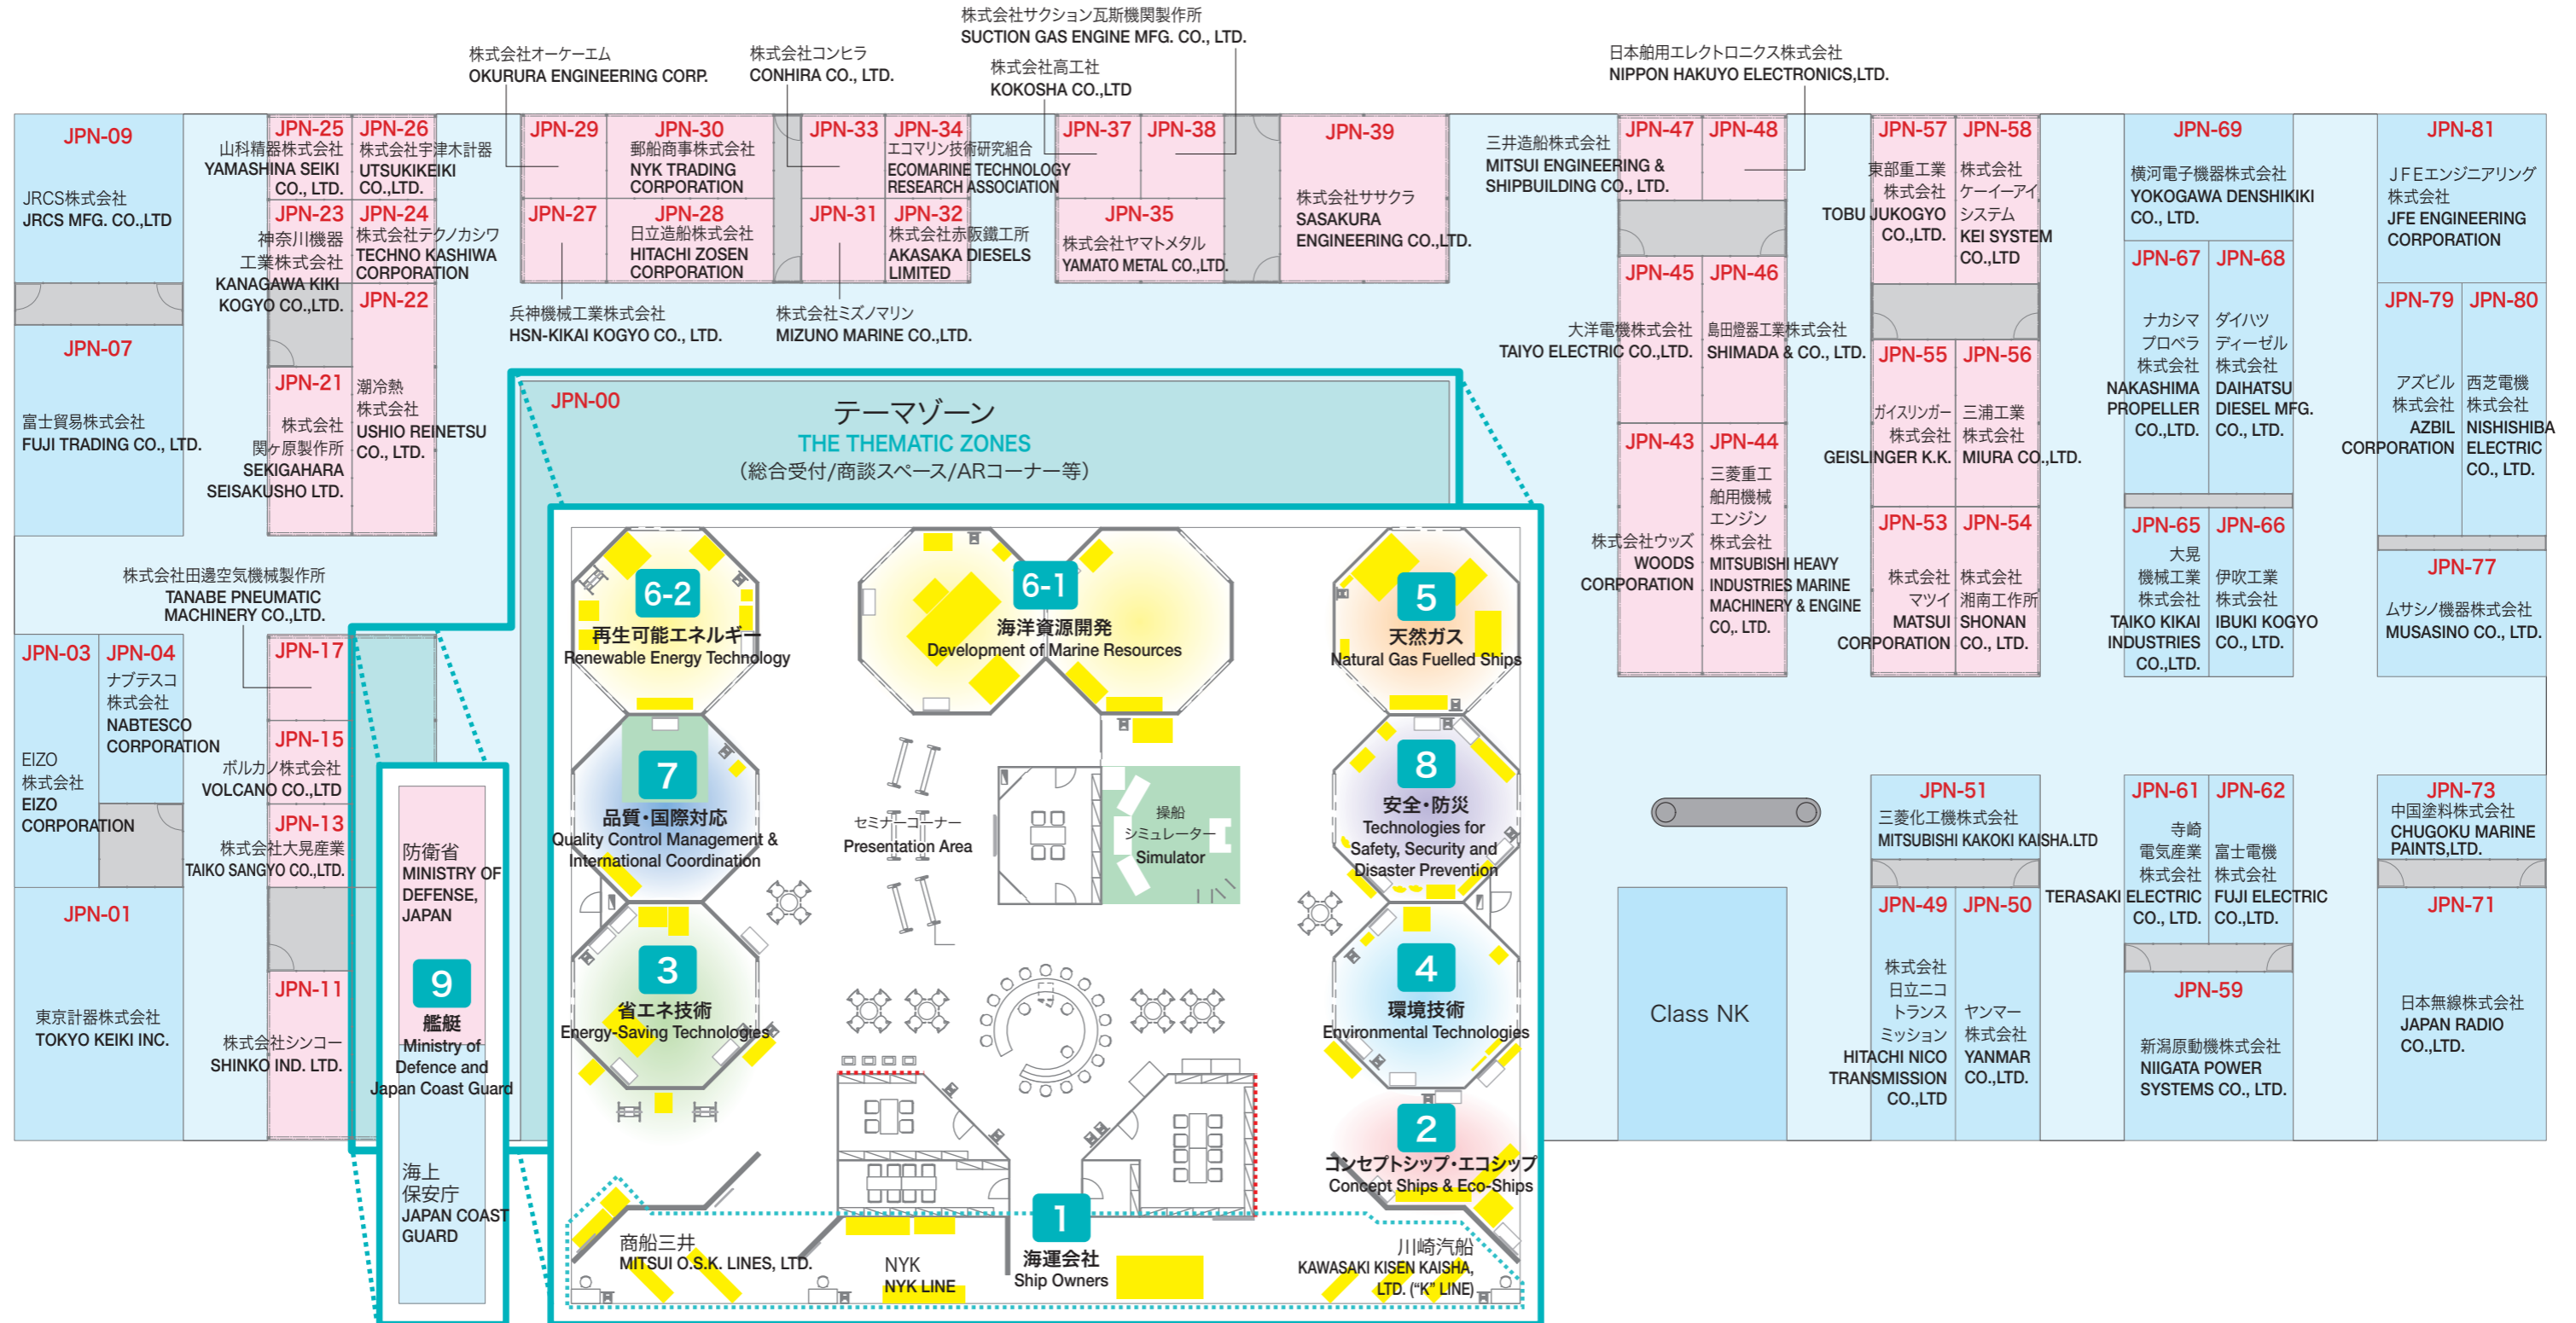 株式会社オーケーエム
OKURURA ENGINEERING CORP.
株式会社コンヒラ
CONHIRA CO., LTD.
株式会社サクション瓦斯機関製作所
SUCTION GAS ENGINE MFG. CO., LTD.
株式会社高工社
KOKOSHA CO.,LTD
日本舶用エレクトロニクス株式会社
NIPPON HAKUYO ELECTRONICS,LTD.
JPN-09
JRCS株式会社
JRCS MFG. CO.,LTD
JPN-07
富士貿易株式会社
FUJI TRADING CO., LTD.
JPN-25
山科精器株式会社
YAMASHINA SEIKI
CO., LTD.
JPN-26
株式会社宇津木計器
UTSUKIKEIKI
CO.,LTD.
JPN-23
神奈川機器
工業株式会社
KANAGAWA KIKI
KOGYO CO.,LTD.
JPN-24
株式会社テクノカシワ
TECHNO KASHIWA
CORPORATION
JPN-22
潮冷熱
株式会社
USHIO REINETSU
CO., LTD.
JPN-21
株式会社
関ヶ原製作所
SEKIGAHARA
SEISAKUSHO LTD.
JPN-29
JPN-30
郵船商事株式会社
NYK TRADING
CORPORATION
JPN-27
JPN-28
日立造船株式会社
HITACHI ZOSEN
CORPORATION
兵神機械工業株式会社
HSN-KIKAI KOGYO CO., LTD.
JPN-33
JPN-34
エコマリン技術研究組合
ECOMARINE TECHNOLOGY
RESEARCH ASSOCIATION
JPN-31
JPN-32
株式会社赤阪鐵工所
AKASAKA DIESELS
LIMITED
株式会社ミズノマリン
MIZUNO MARINE CO.,LTD.
JPN-37
JPN-38
JPN-35
株式会社ヤマトメタル
YAMATO METAL CO.,LTD.
JPN-39
株式会社ササクラ
SASAKURA
ENGINEERING CO.,LTD.
三井造船株式会社
MITSUI ENGINEERING &
SHIPBUILDING CO., LTD.
JPN-47
JPN-48
JPN-45
大洋電機株式会社
TAIYO ELECTRIC CO.,LTD.
JPN-46
島田燈器工業株式会社
SHIMADA & CO., LTD.
JPN-43
株式会社ウッズ
WOODS
CORPORATION
JPN-44
三菱重工
舶用機械
エンジン
株式会社
MITSUBISHI HEAVY
INDUSTRIES MARINE
MACHINERY & ENGINE
CO,. LTD.
JPN-57
東部重工業
株式会社
TOBU JUKOGYO
CO.,LTD.
JPN-58
株式会社
ケーイーアイ
システム
KEI SYSTEM
CO.,LTD
JPN-55
ガイスリンガー
株式会社
GEISLINGER K.K.
JPN-56
三浦工業
株式会社
MIURA CO.,LTD.
JPN-53
株式会社
マツイ
MATSUI
CORPORATION
JPN-54
株式会社
湘南工作所
SHONAN
CO., LTD.
JPN-69
横河電子機器株式会社
YOKOGAWA DENSHIKIKI
CO., LTD.
JPN-67
ナカシマ
プロペラ
株式会社
NAKASHIMA
PROPELLER
CO.,LTD.
JPN-68
ダイハツ
ディーゼル
株式会社
DAIHATSU
DIESEL MFG.
CO., LTD.
JPN-65
大晃
機械工業
株式会社
TAIKO KIKAI
INDUSTRIES
CO.,LTD.
JPN-66
伊吹工業
株式会社
IBUKI KOGYO
CO., LTD.
JPN-81
JFEエンジニアリング
株式会社
JFE ENGINEERING
CORPORATION
JPN-79
アズビル
株式会社
AZBIL
CORPORATION
JPN-80
西芝電機
株式会社
NISHISHIBA
ELECTRIC
CO., LTD.
JPN-77
ムサシノ機器株式会社
MUSASINO CO., LTD.
JPN-00
テーマゾーン
THE THEMATIC ZONES
（総合受付/商談スペース/ARコーナー等）
株式会社田邊空気機械製作所
TANABE PNEUMATIC
MACHINERY CO.,LTD.
JPN-03
EIZO
株式会社
EIZO
CORPORATION
JPN-04
ナブテスコ
株式会社
NABTESCO
CORPORATION
JPN-01
東京計器株式会社
TOKYO KEIKI INC.
JPN-17
JPN-15
ボルカノ株式会社
VOLCANO CO.,LTD
JPN-13
株式会社大晃産業
TAIKO SANGYO CO.,LTD.
JPN-11
株式会社シンコー
SHINKO IND. LTD.
防衛省
MINISTRY OF
DEFENSE,
JAPAN
9
艦艇
Ministry of
Defence and
Japan Coast Guard
海上
保安庁
JAPAN COAST
GUARD
6-2
再生可能エネルギー
Renewable Energy Technology
6-1
海洋資源開発
Development of Marine Resources
5
天然ガス
Natural Gas Fuelled Ships
7
品質・国際対応
Quality Control Management &
International Coordination
セミナーコーナー
Presentation Area
操船
シミュレーター
Simulator
8
安全・防災
Technologies for
Safety, Security and
Disaster Prevention
3
省エネ技術
Energy-Saving Technologies
4
環境技術
Environmental Technologies
2
コンセプトシップ・エコシップ
Concept Ships & Eco-Ships
1
海運会社
Ship Owners
商船三井
MITSUI O.S.K. LINES, LTD.
NYK
NYK LINE
川崎汽船
KAWASAKI KISEN KAISHA,
LTD. (“K” LINE)
Class NK
JPN-51
三菱化工機株式会社
MITSUBISHI KAKOKI KAISHA.LTD
JPN-49
株式会社
日立ニコ
トランス
ミッション
HITACHI NICO
TRANSMISSION
CO.,LTD
JPN-50
ヤンマー
株式会社
YANMAR
CO.,LTD.
JPN-61
寺崎
電気産業
株式会社
TERASAKI ELECTRIC
CO., LTD.
JPN-62
富士電機
株式会社
FUJI ELECTRIC
CO.,LTD.
JPN-59
新潟原動機株式会社
NIIGATA POWER
SYSTEMS CO., LTD.
JPN-73
中国塗料株式会社
CHUGOKU MARINE
PAINTS,LTD.
JPN-71
日本無線株式会社
JAPAN RADIO
CO.,LTD.